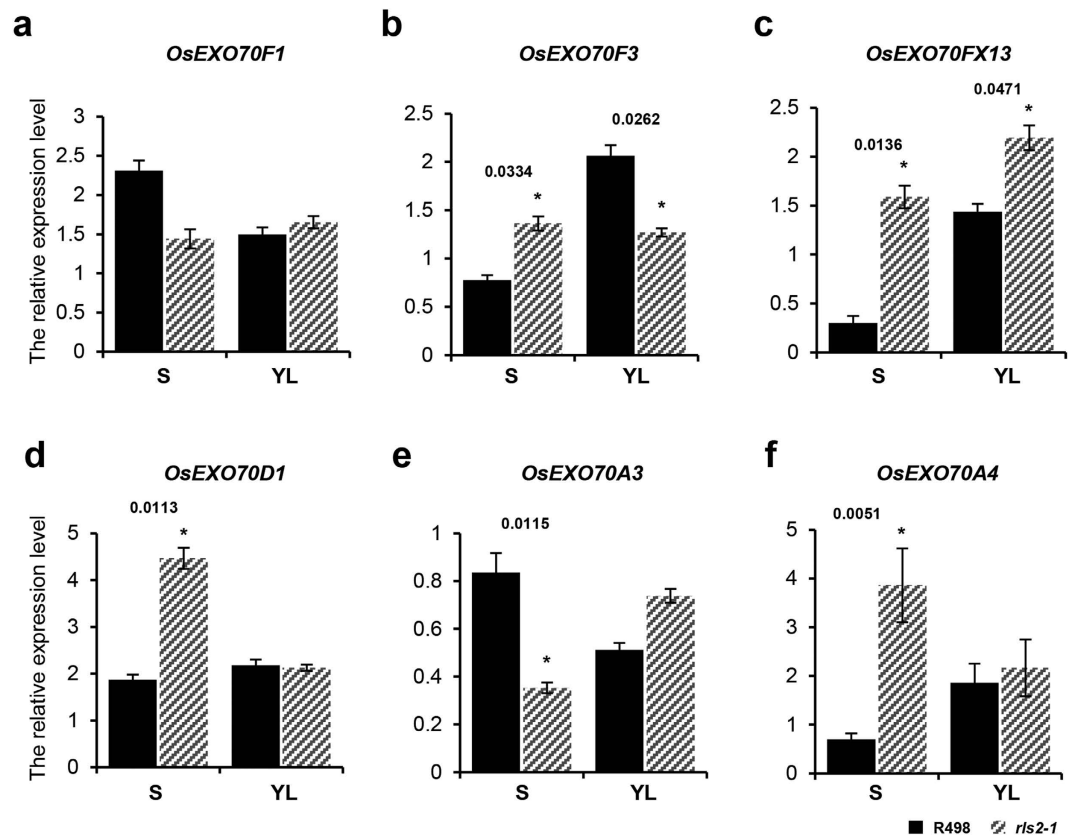 a
OsEXO70F1
The relative expression level
3
2.5
2
1.5
1
0.5
0
S
YL
b
OsEXO70F3
2.5
2
1.5
1
0.5
0
0.0334
*
0.0262
*
S
YL
c
OsEXO70FX13
2.5
2
1.5
1
0.5
0
0.0136
*
0.0471
*
S
YL
d
OsEXO70D1
The relative expression level
5
4
3
2
1
0
0.0113
*
S
YL
e
OsEXO70A3
1
0.8
0.6
0.4
0.2
0
0.0115
*
S
YL
f
OsEXO70A4
5
4
3
2
1
0
0.0051
*
S
YL
R498
rls2-1